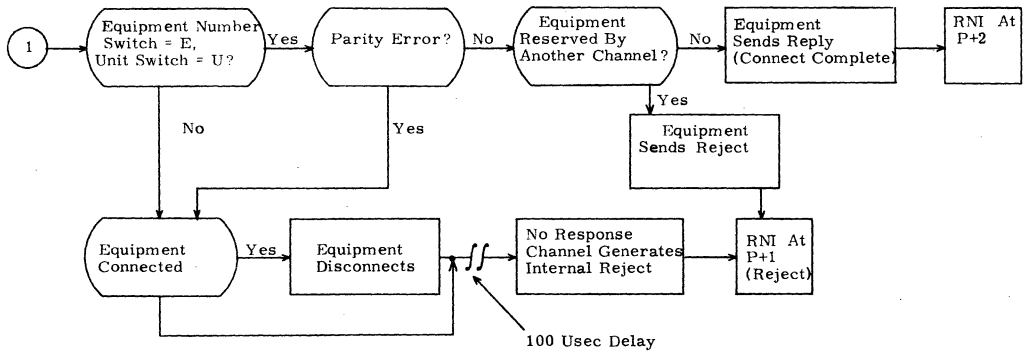 1
Equipment Number
Switch = E,
Unit Switch = U?
Yes
Parity Error?
No
Equipment
Reserved By
Another Channel?
No
Equipment
Sends Reply
(Connect Complete)
RNI At
P+2
No
Yes
Yes
Equipment
Sends Reject
Equipment
Connected
Yes
Equipment
Disconnects
No Response
Channel Generates
Internal Reject
RNI At
P+1
(Reject)
100 Usec Delay